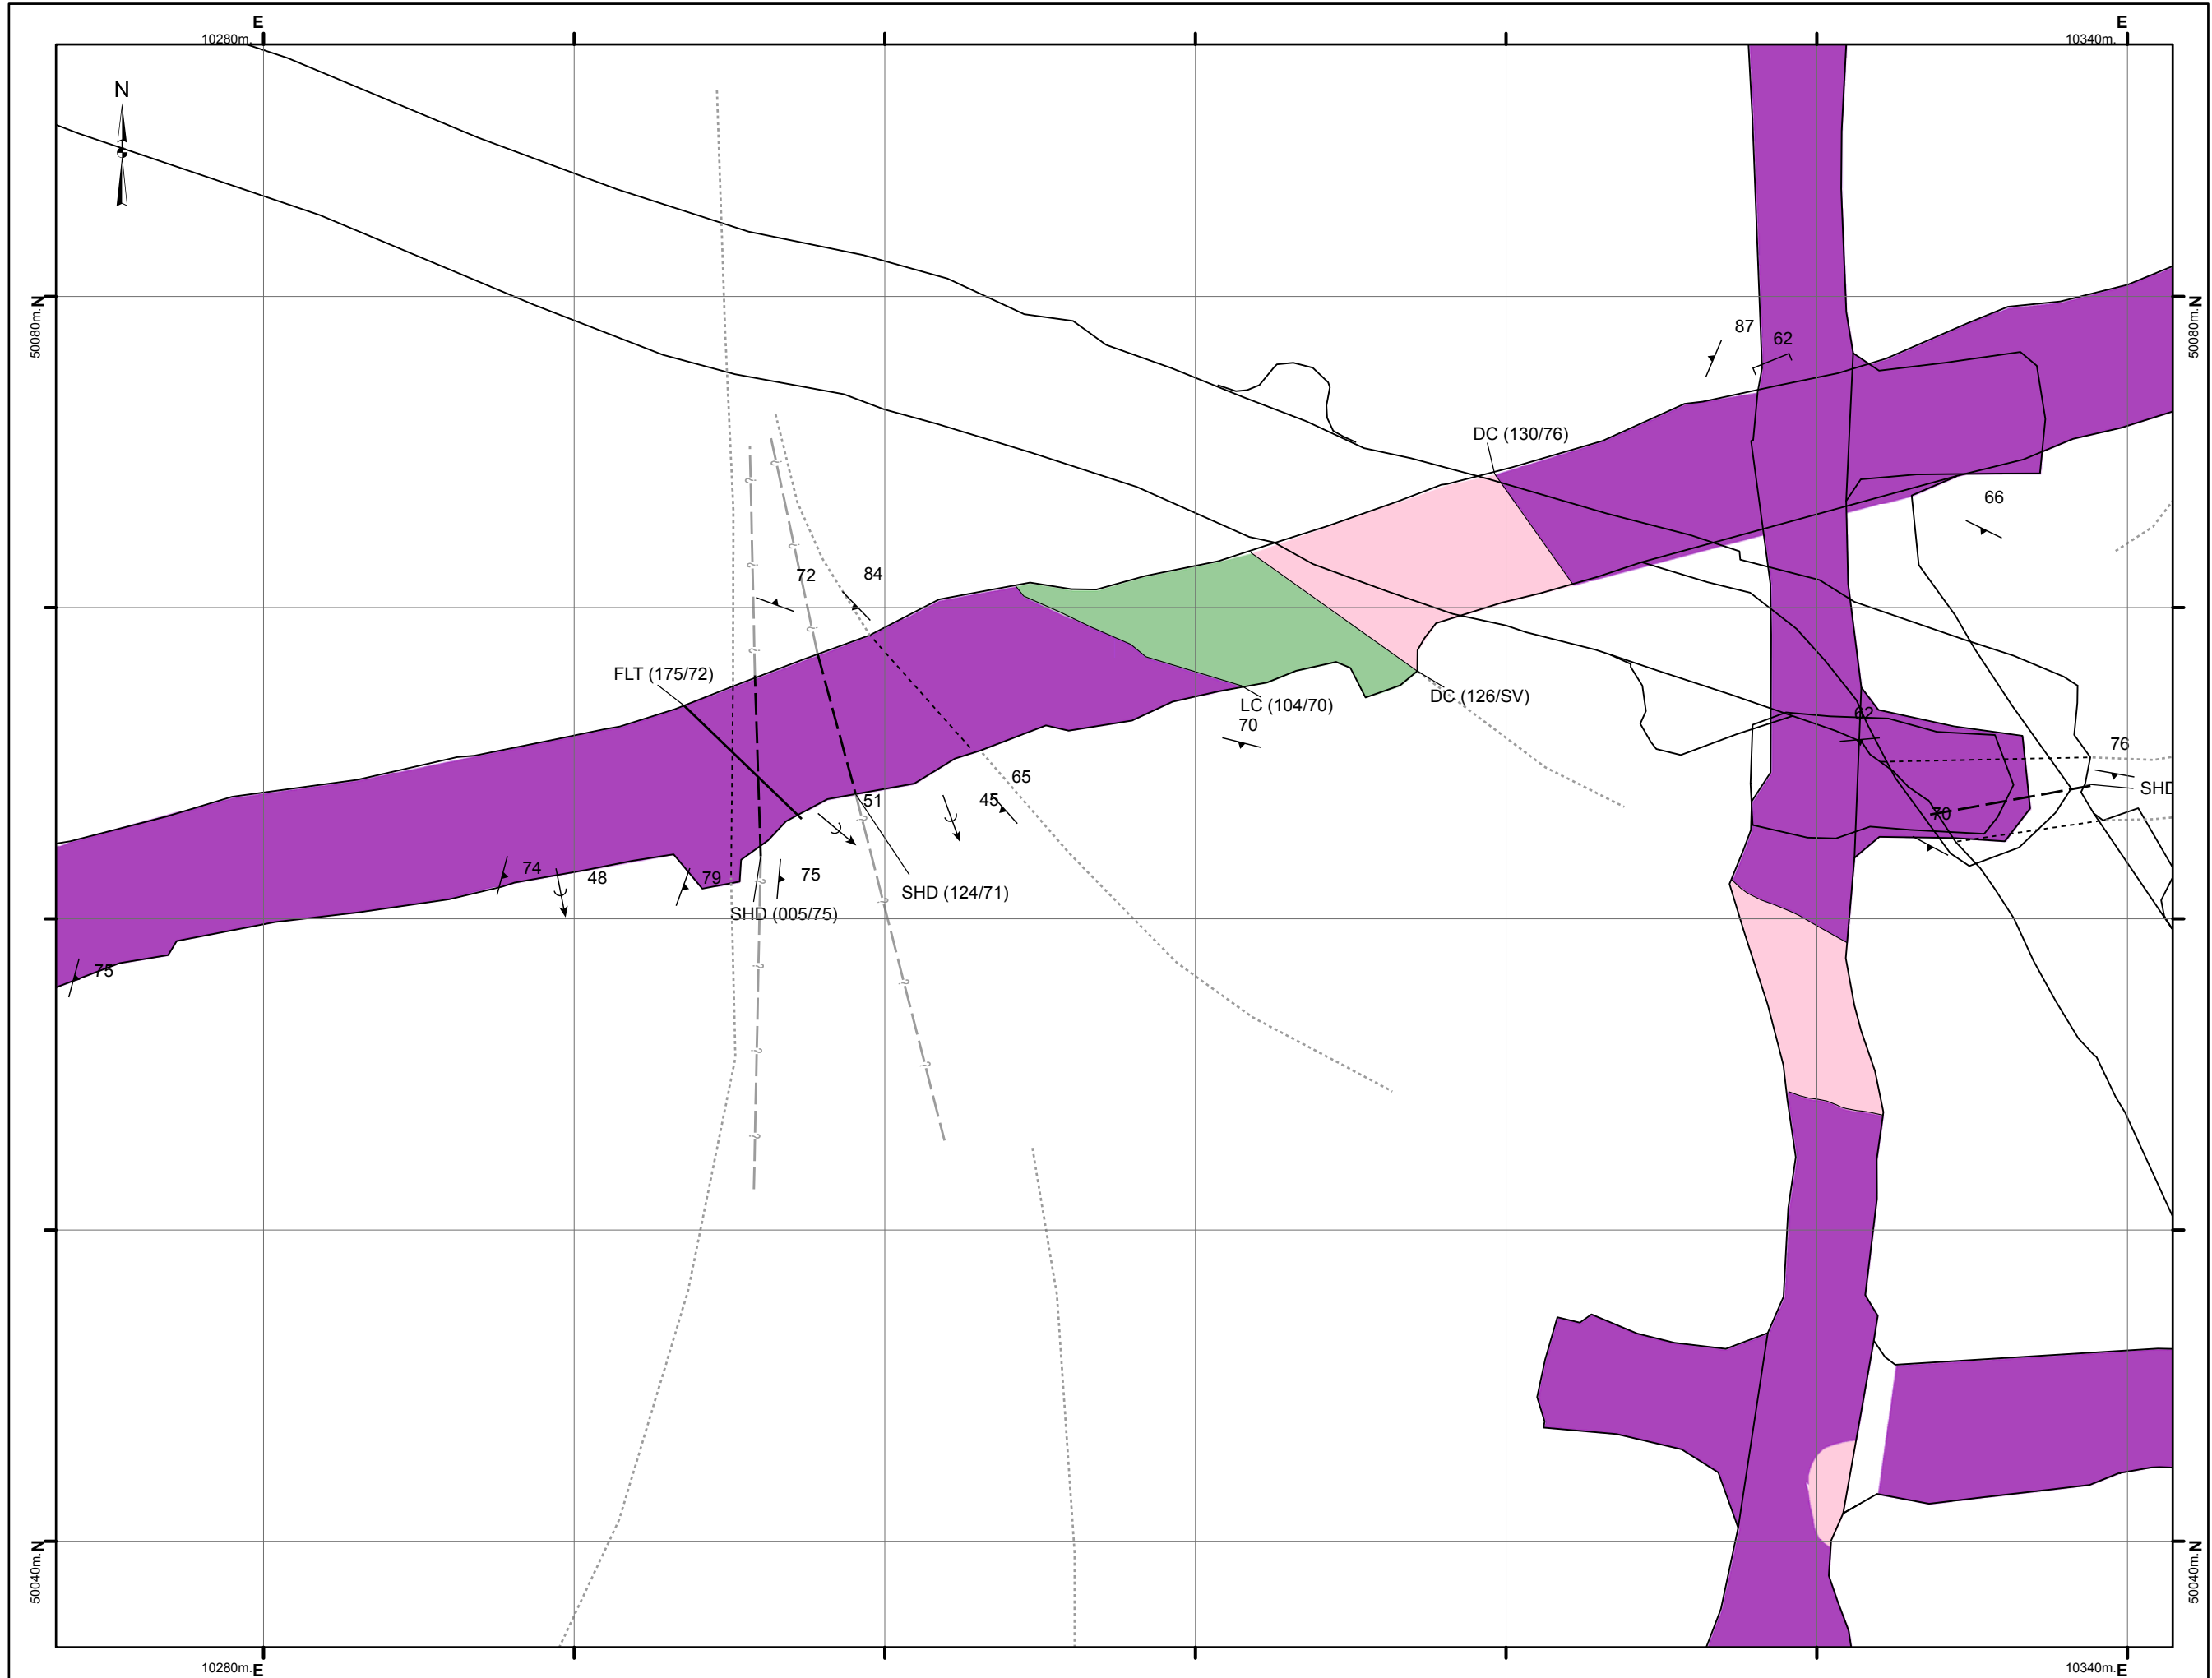 E
E
10280m.
10340m.
N
N
N
50080m.
50080m.
87
62
DC (130/76)
66
72
84
FLT (175/72)
DC (126/SV)
LC (104/70)
70
62
76
65
SHD
51
45
70
74
48
79
75
SHD (124/71)
SHD (005/75)
75
?
?
?
?
?
?
?
?
?
?
?
?
?
?
N
N
50040m.
50040m.
10280m.
E
10340m.
E